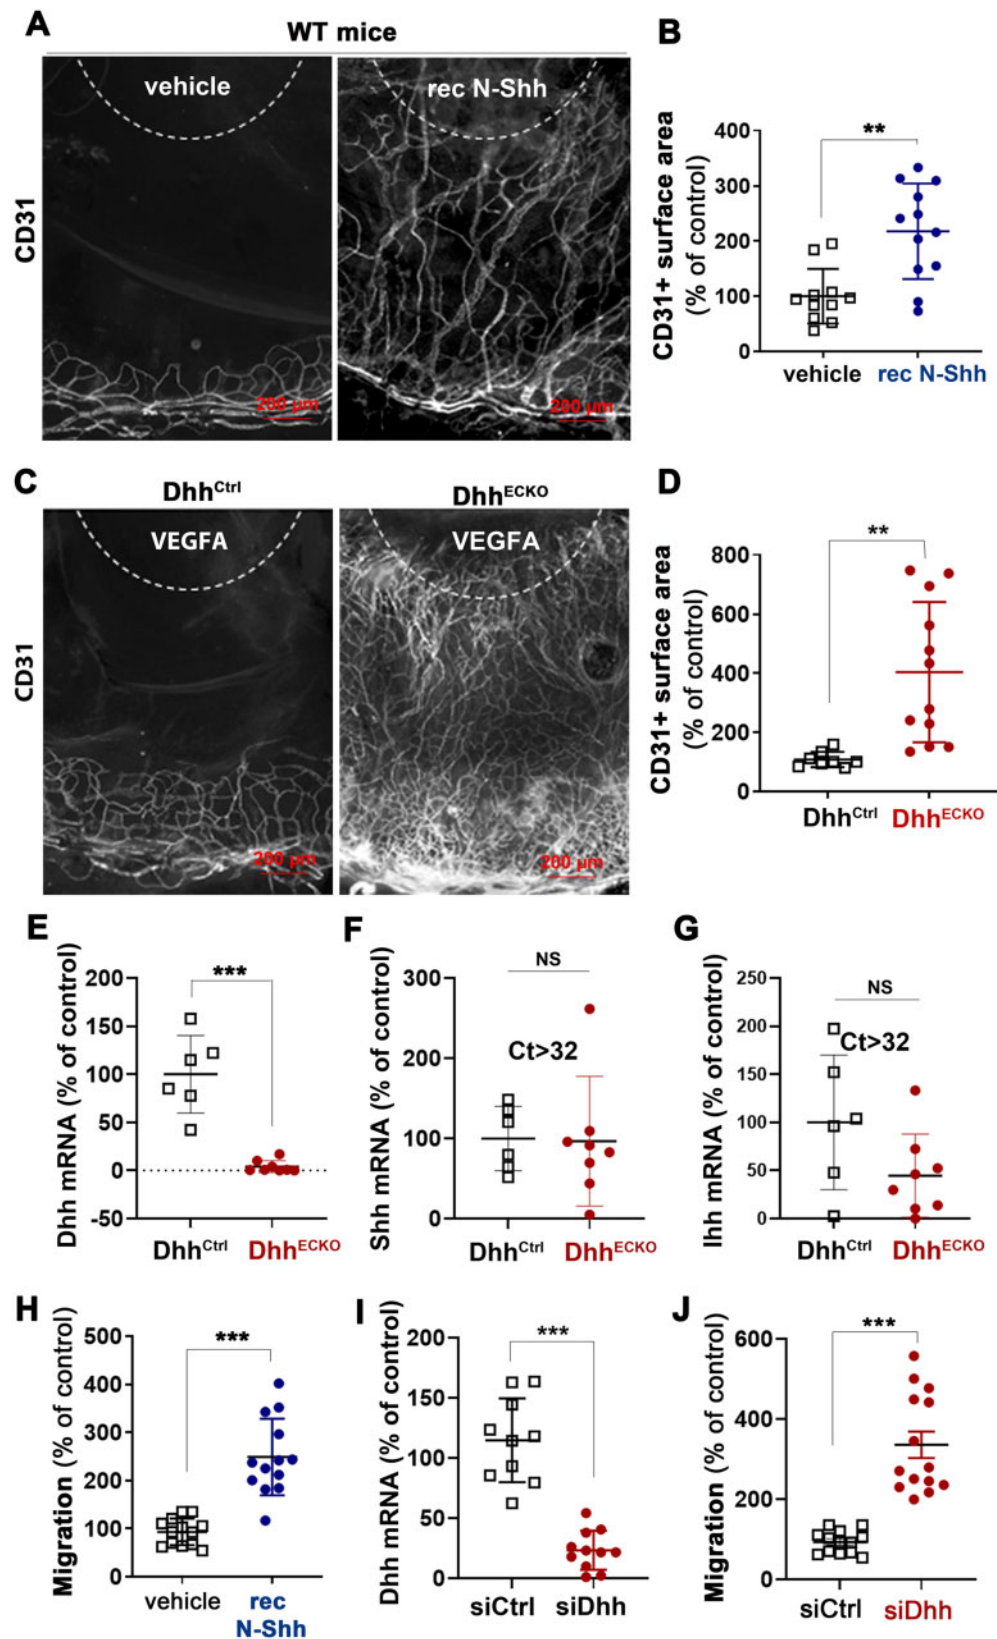 A
WT mice
vehicle
rec N-Shh
CD31
200 µm
200 µm
B
CD31+ surface area
(% of control)
400
300
200
100
0
**
vehicle
rec N-Shh
C
Dhh^Ctrl
Dhh^ECKO
VEGFA
VEGFA
CD31
200 µm
200 µm
D
CD31+ surface area
(% of control)
800
600
400
200
0
**
Dhh^Ctrl
Dhh^ECKO
E
Dhh mRNA (% of control)
200
150
100
50
0
-50
***
Dhh^Ctrl
Dhh^ECKO
F
Shh mRNA (% of control)
300
200
100
0
NS
Ct>32
Dhh^Ctrl
Dhh^ECKO
G
Ihh mRNA (% of control)
250
200
150
100
50
0
NS
Ct>32
Dhh^Ctrl
Dhh^ECKO
H
Migration (% of control)
500
400
300
200
100
0
***
vehicle
rec
N-Shh
I
Dhh mRNA (% of control)
200
150
100
50
0
***
siCtrl
siDhh
J
Migration (% of control)
600
400
200
0
***
siCtrl
siDhh